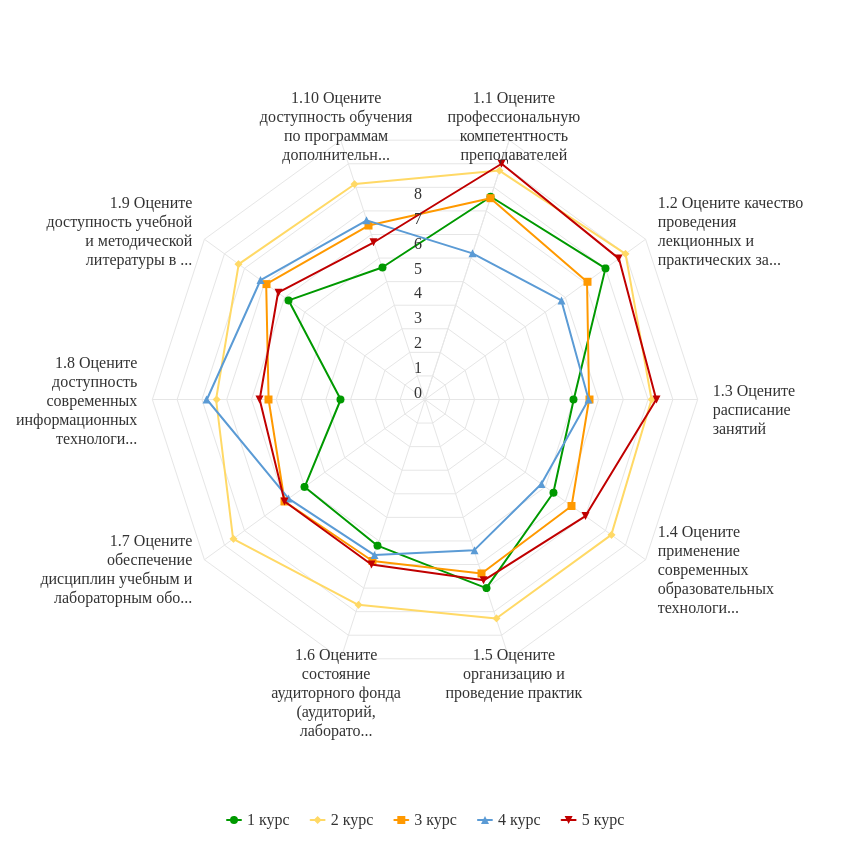 1.10 Оцените
доступность обучения
по программам
дополнительн...
1.1 Оцените
профессиональную
компетентность
преподавателей
1.2 Оцените качество
проведения
лекционных и
практических за...
1.3 Оцените
расписание
занятий
1.4 Оцените
применение
современных
образовательных
технологи...
1.5 Оцените
организацию и
проведение практик
1.6 Оцените
состояние
аудиторного фонда
(аудиторий,
лаборато...
1.7 Оцените
обеспечение
дисциплин учебным и
лабораторным обо...
1.8 Оцените
доступность
современных
информационных
технологи...
1.9 Оцените
доступность учебной
и методической
литературы в ...
8
7
6
5
4
3
2
1
0
1 курс 2 курс 3 курс 4 курс 5 курс